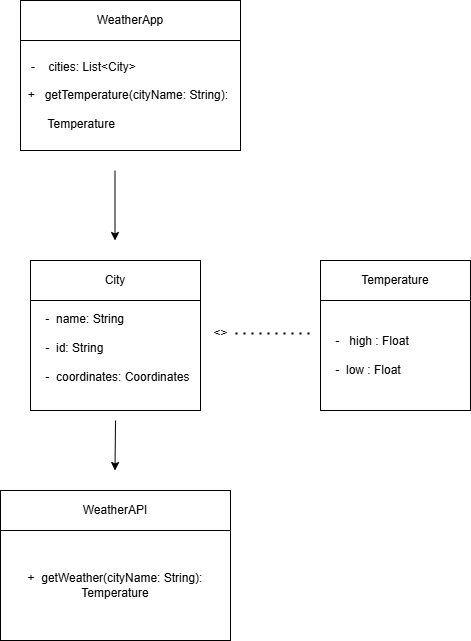 WeatherApp
- cities: List<City>
+ getTemperature(cityName: String):
Temperature
City
- name: String
- id: String
- coordinates: Coordinates
<>
Temperature
- high : Float
- low : Float
WeatherAPI
+ getWeather(cityName: String):
Temperature